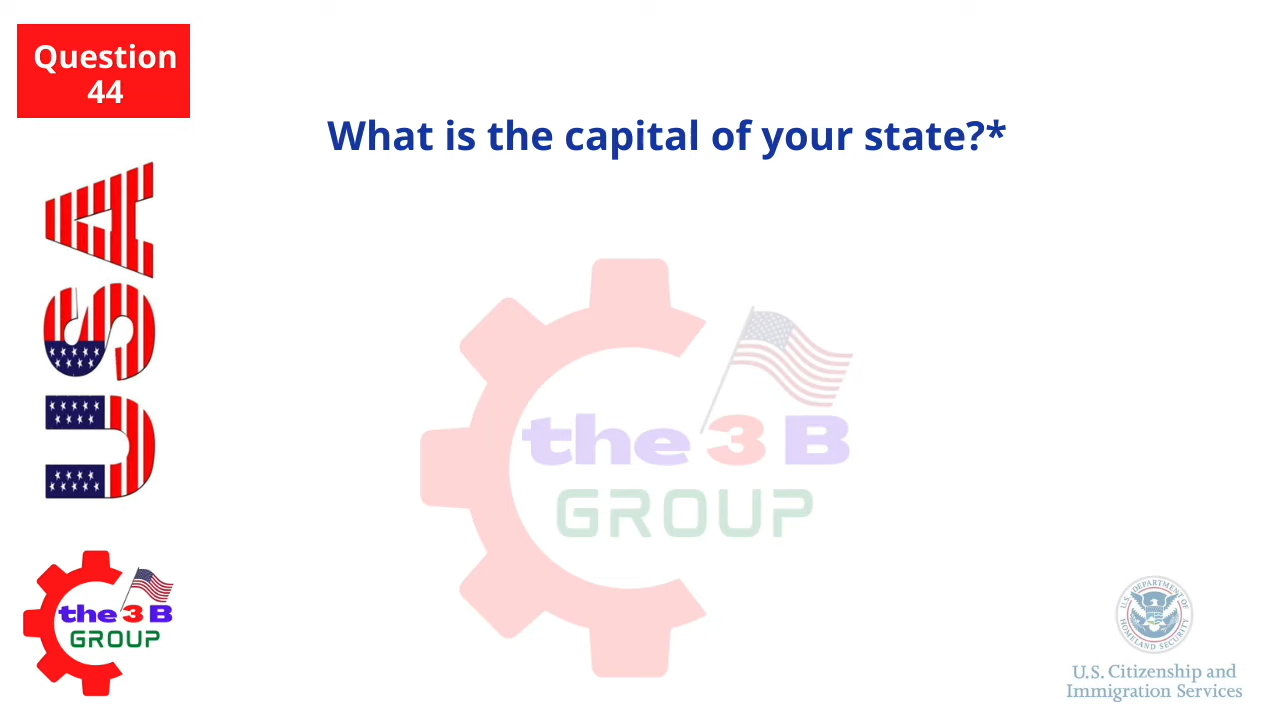 Question
44
What is the capital of your state?*
USA
the 3 B
GROUP
the 3 B
GROUP
U.S. DEPARTMENT OF
HOMELAND SECURITY
U.S. Citizenship and
Immigration Services